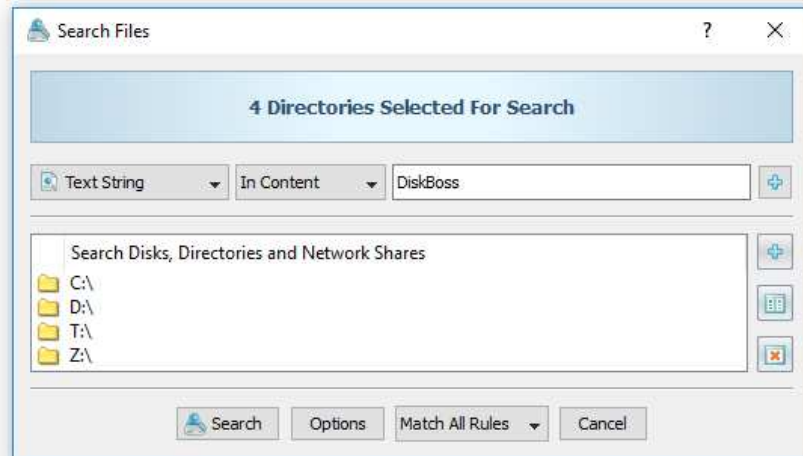 Search Files ?
4 Directories Selected For Search
Text String In Content DiskBoss
Search Disks, Directories and Network Shares
C:\
D:\
T:\
Z:\
Search Options Match All Rules Cancel